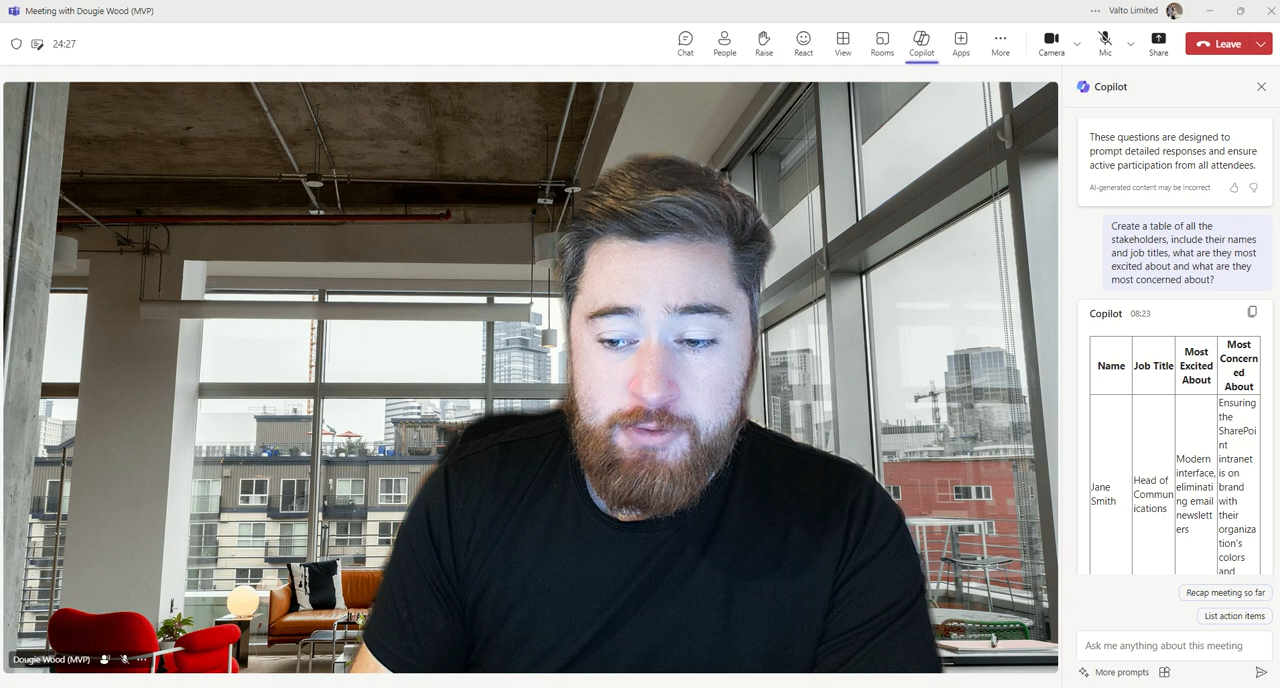 Meeting with Dougie Wood (MVP)
Valto Limited
24:27
Chat
People
Raise
React
View
Rooms
Copilot
Apps
More
Camera
Mic
Share
Leave
Copilot
These questions are designed to
prompt detailed responses and ensure
active participation from all attendees.
AI-generated content may be incorrect
Create a table of all the
stakeholders, include their names
and job titles, what are they most
excited about and what are they
most concerned about?
Copilot 08:23
Name
Job Title
Most
Excited
About
Most
Concern
ed
About
Jane
Smith
Head of
Commun
ications
Modern
interface,
eliminati
ng email
newslett
ers
Ensuring
the
SharePoi
nt
intranet
is on
brand
with
their
organiza
tion's
colors
and
Recap meeting so far
List action items
Ask me anything about this meeting
More prompts
Dougie Wood (MVP)